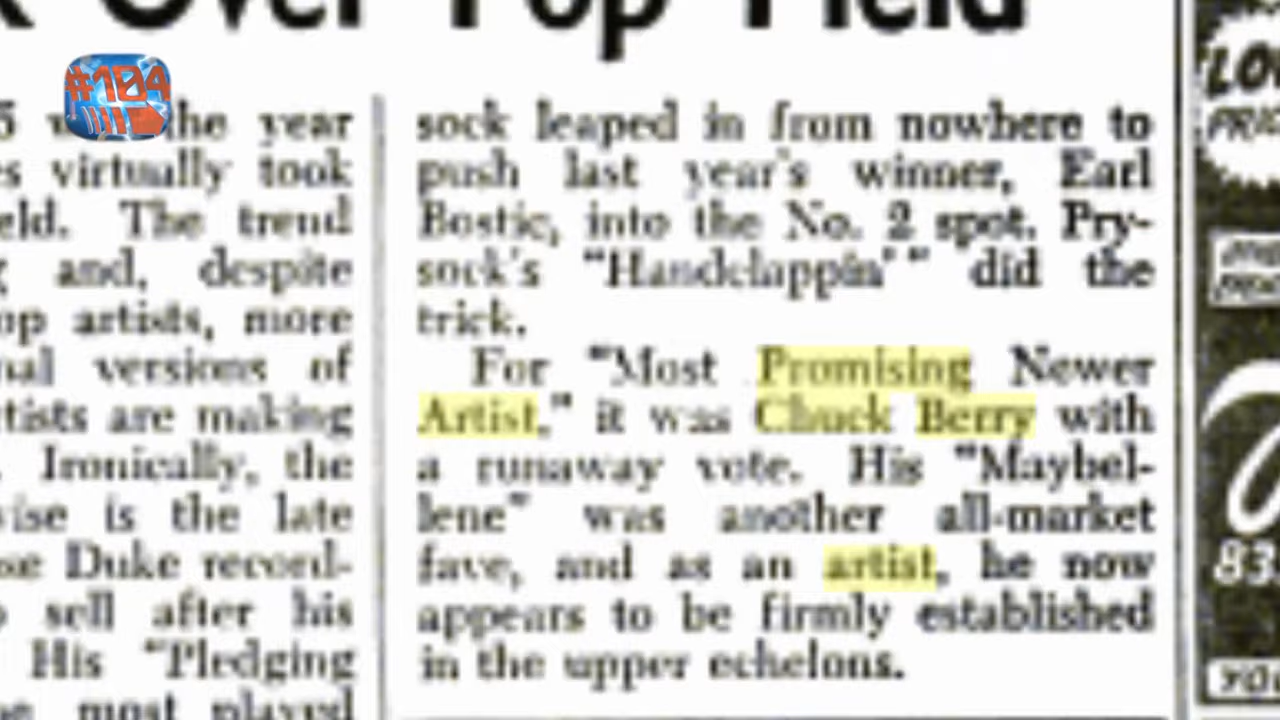 Over Pop Field
#104
5 the year
virtually took
The trend
and, despite
artists, more
versions of
are making
Ironically, the
is the late
Duke record-
sell after his
His "Pledging
most played
sock leaped in from nowhere to
push last year's winner, Earl
Bostic, into the No. 2 spot. Pry-
sock's "Handclappin'" did the
trick.
For "Most Promising Newer
Artist," it was Chuck Berry with
a runaway vote. His "Maybel-
lene" was another all-market
fave, and as an artist, he now
appears to be firmly established
in the upper echelons.
83